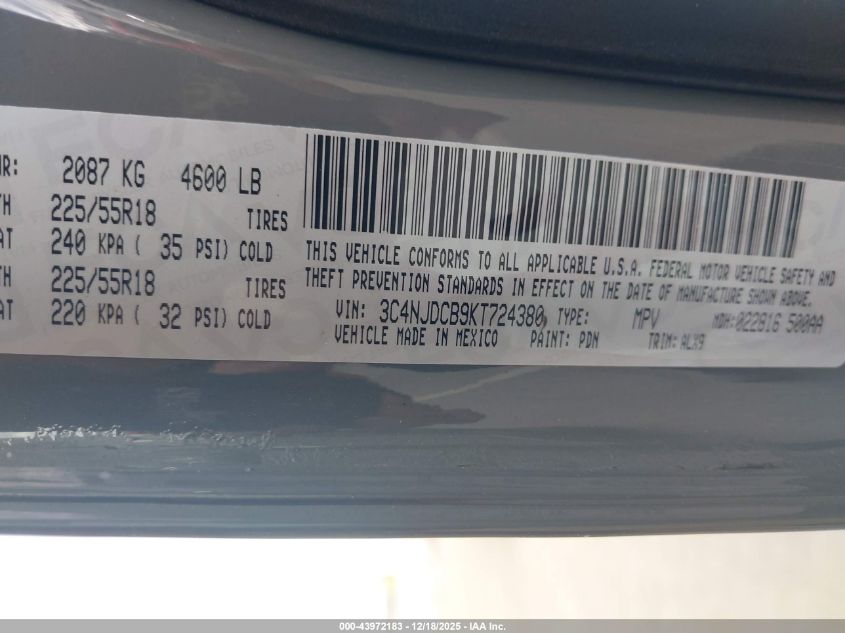 WR: 2087 KG 4600 LB
TH 225/55R18 TIRES
AT 240 KPA ( 35 PSI) COLD
TH 225/55R18 TIRES
AT 220 KPA ( 32 PSI) COLD
THIS VEHICLE CONFORMS TO ALL APPLICABLE U.S.A. FEDERAL MOTOR VEHICLE SAFETY AND
THEFT PREVENTION STANDARDS IN EFFECT ON THE DATE OF MANUFACTURE SHOWN ABOVE.
VIN: 3C4NJDCB9KT724380 TYPE: MPV MDH:022816 500AA
VEHICLE MADE IN MEXICO PAINT: PDN TRIM: ALX9
000-43972183 - 12/18/2025 - IAA Inc.